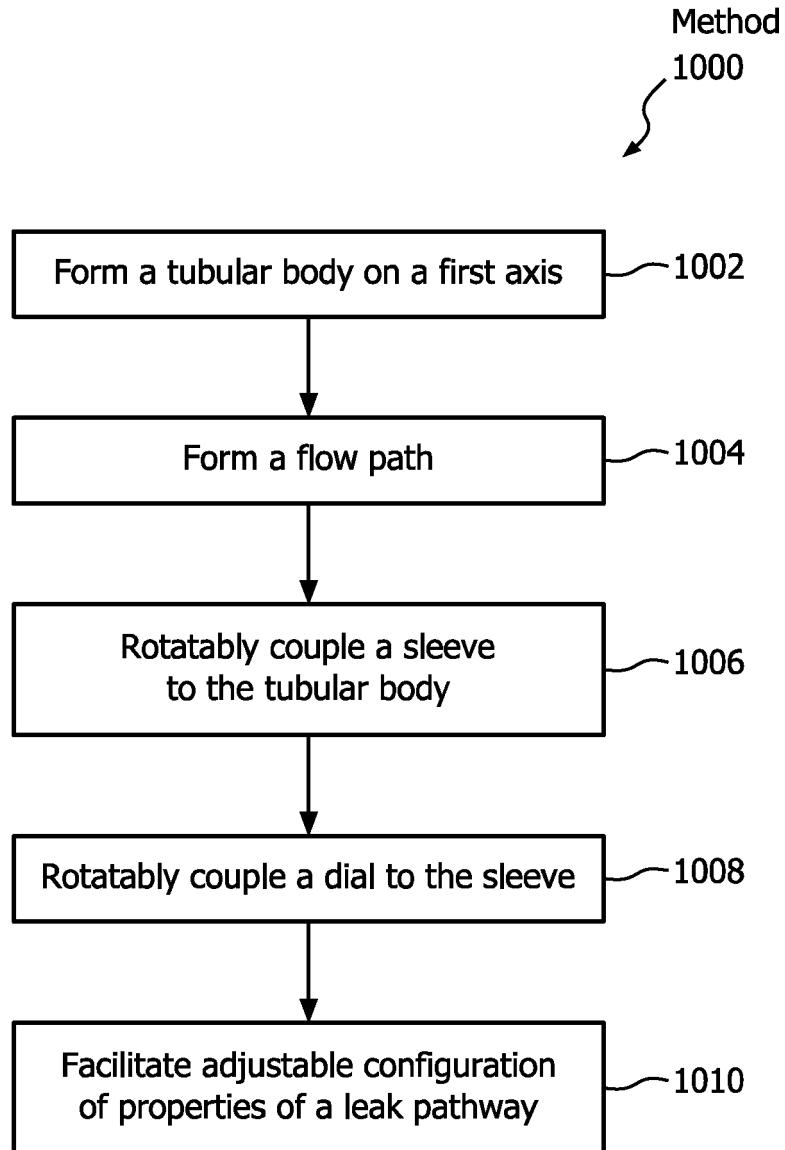 Method
1000
Form a tubular body on a first axis
1002
Form a flow path
1004
Rotatably couple a sleeve
to the tubular body
1006
Rotatably couple a dial to the sleeve
1008
Facilitate adjustable configuration
of properties of a leak pathway
1010